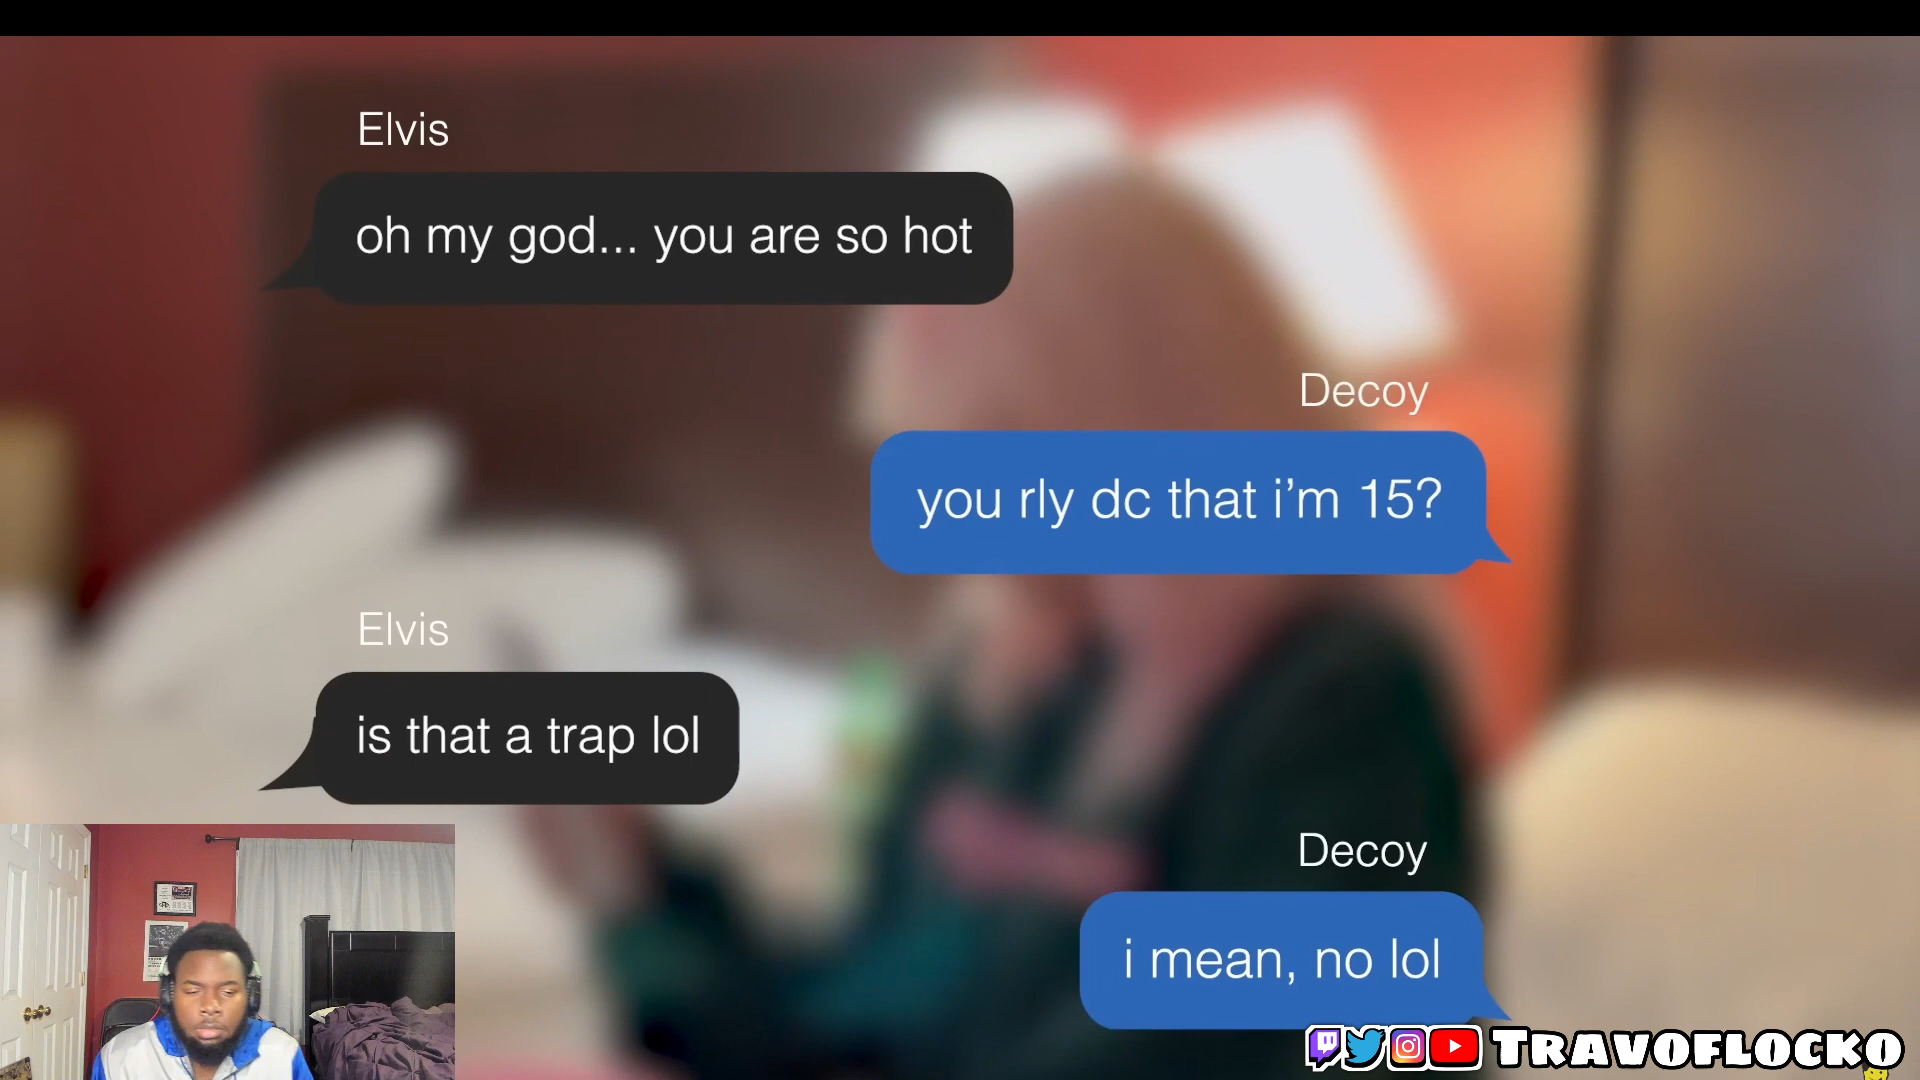 Elvis
oh my god... you are so hot
Decoy
you rly dc that i'm 15?
Elvis
is that a trap lol
Decoy
i mean, no lol
TRAVOFLOCKO